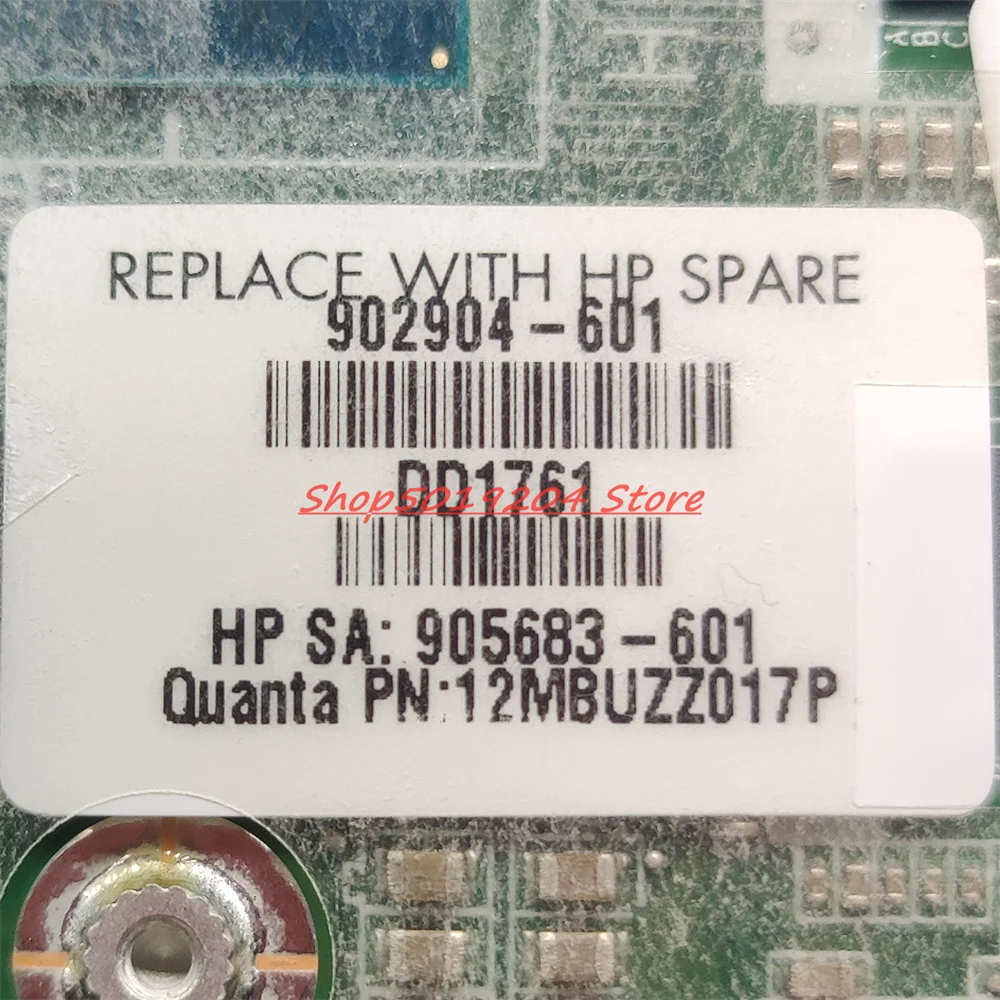 A
B
C
REPLACE WITH HP SPARE
902904-601
DD1761
Shop5019204 Store
HP SA: 905683-601
Quanta PN:12MBUZZ017P